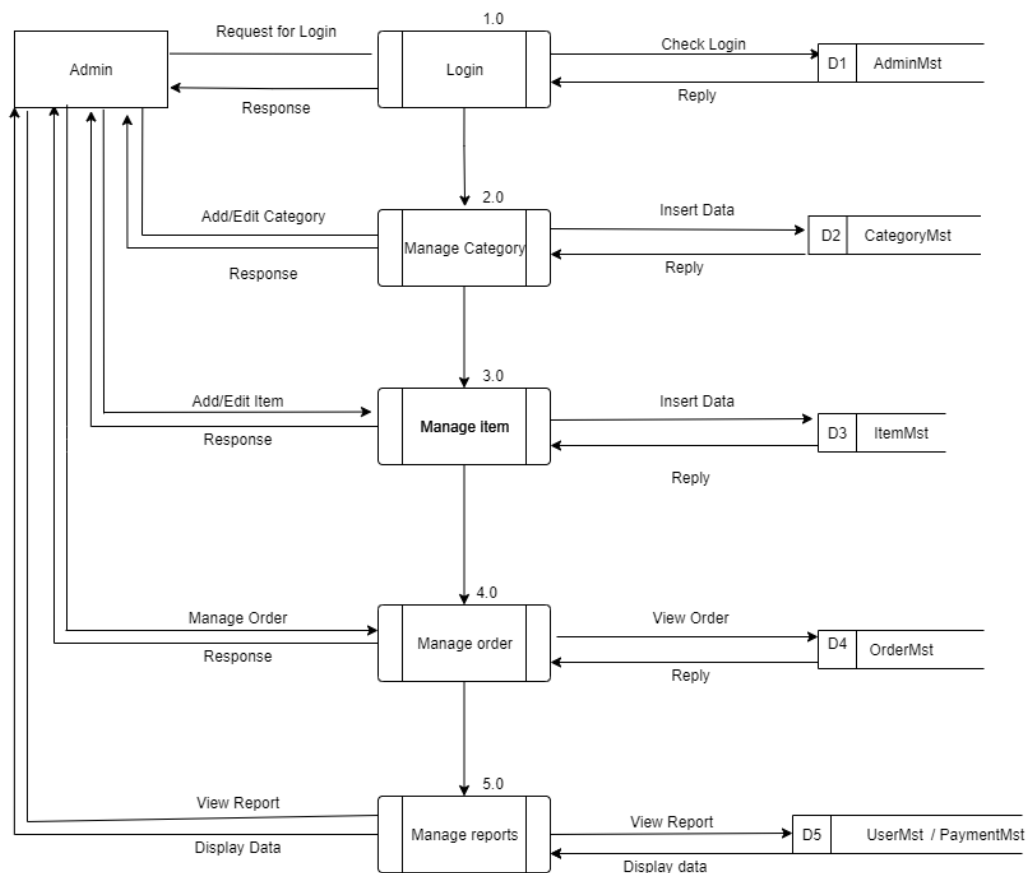 1.0
Request for Login
Admin
Login
Check Login
D1 AdminMst
Response
Reply
2.0
Add/Edit Category
Manage Category
Insert Data
D2 CategoryMst
Response
Reply
3.0
Add/Edit Item
Manage Item
Insert Data
D3 ItemMst
Response
Reply
4.0
Manage Order
Manage order
View Order
D4 OrderMst
Response
Reply
5.0
View Report
Manage reports
View Report
D5 UserMst / PaymentMst
Display Data
Display data